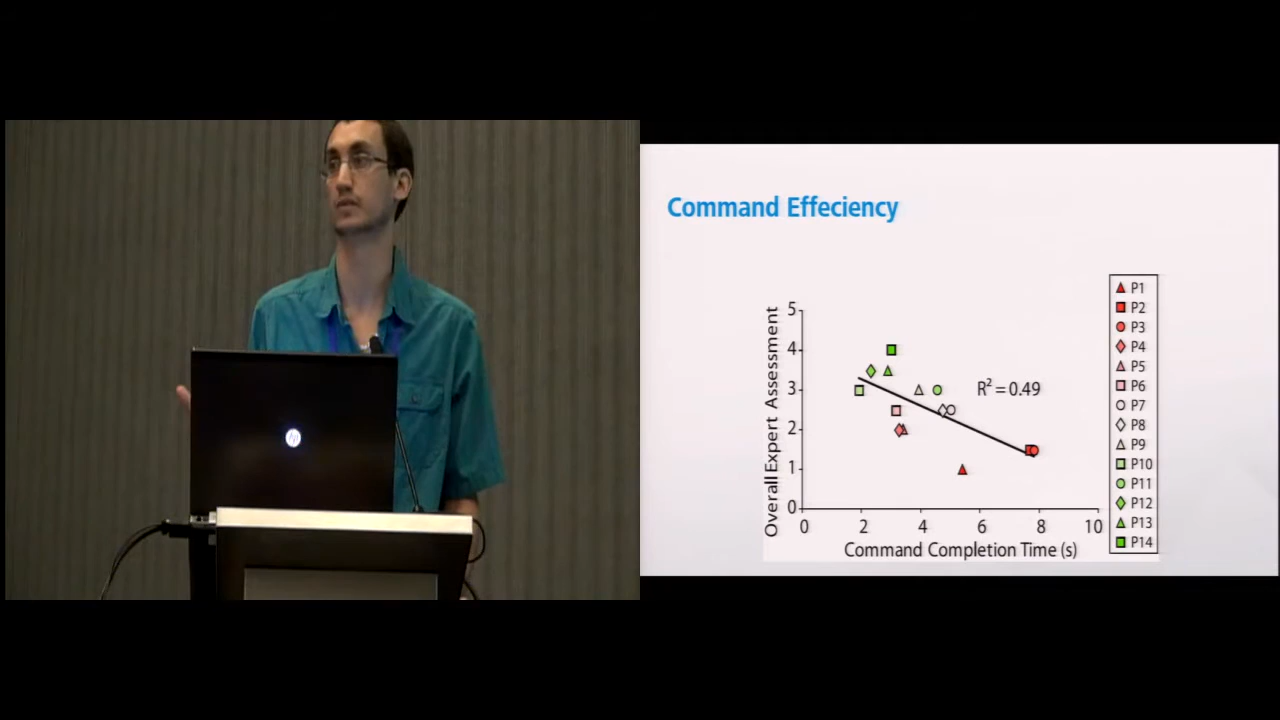 Command Effeciency
Overall Expert Assessment
5
4
3
2
1
0
R² = 0.49
0 2 4 6 8 10
Command Completion Time (s)
P1
P2
P3
P4
P5
P6
P7
P8
P9
P10
P11
P12
P13
P14
hp